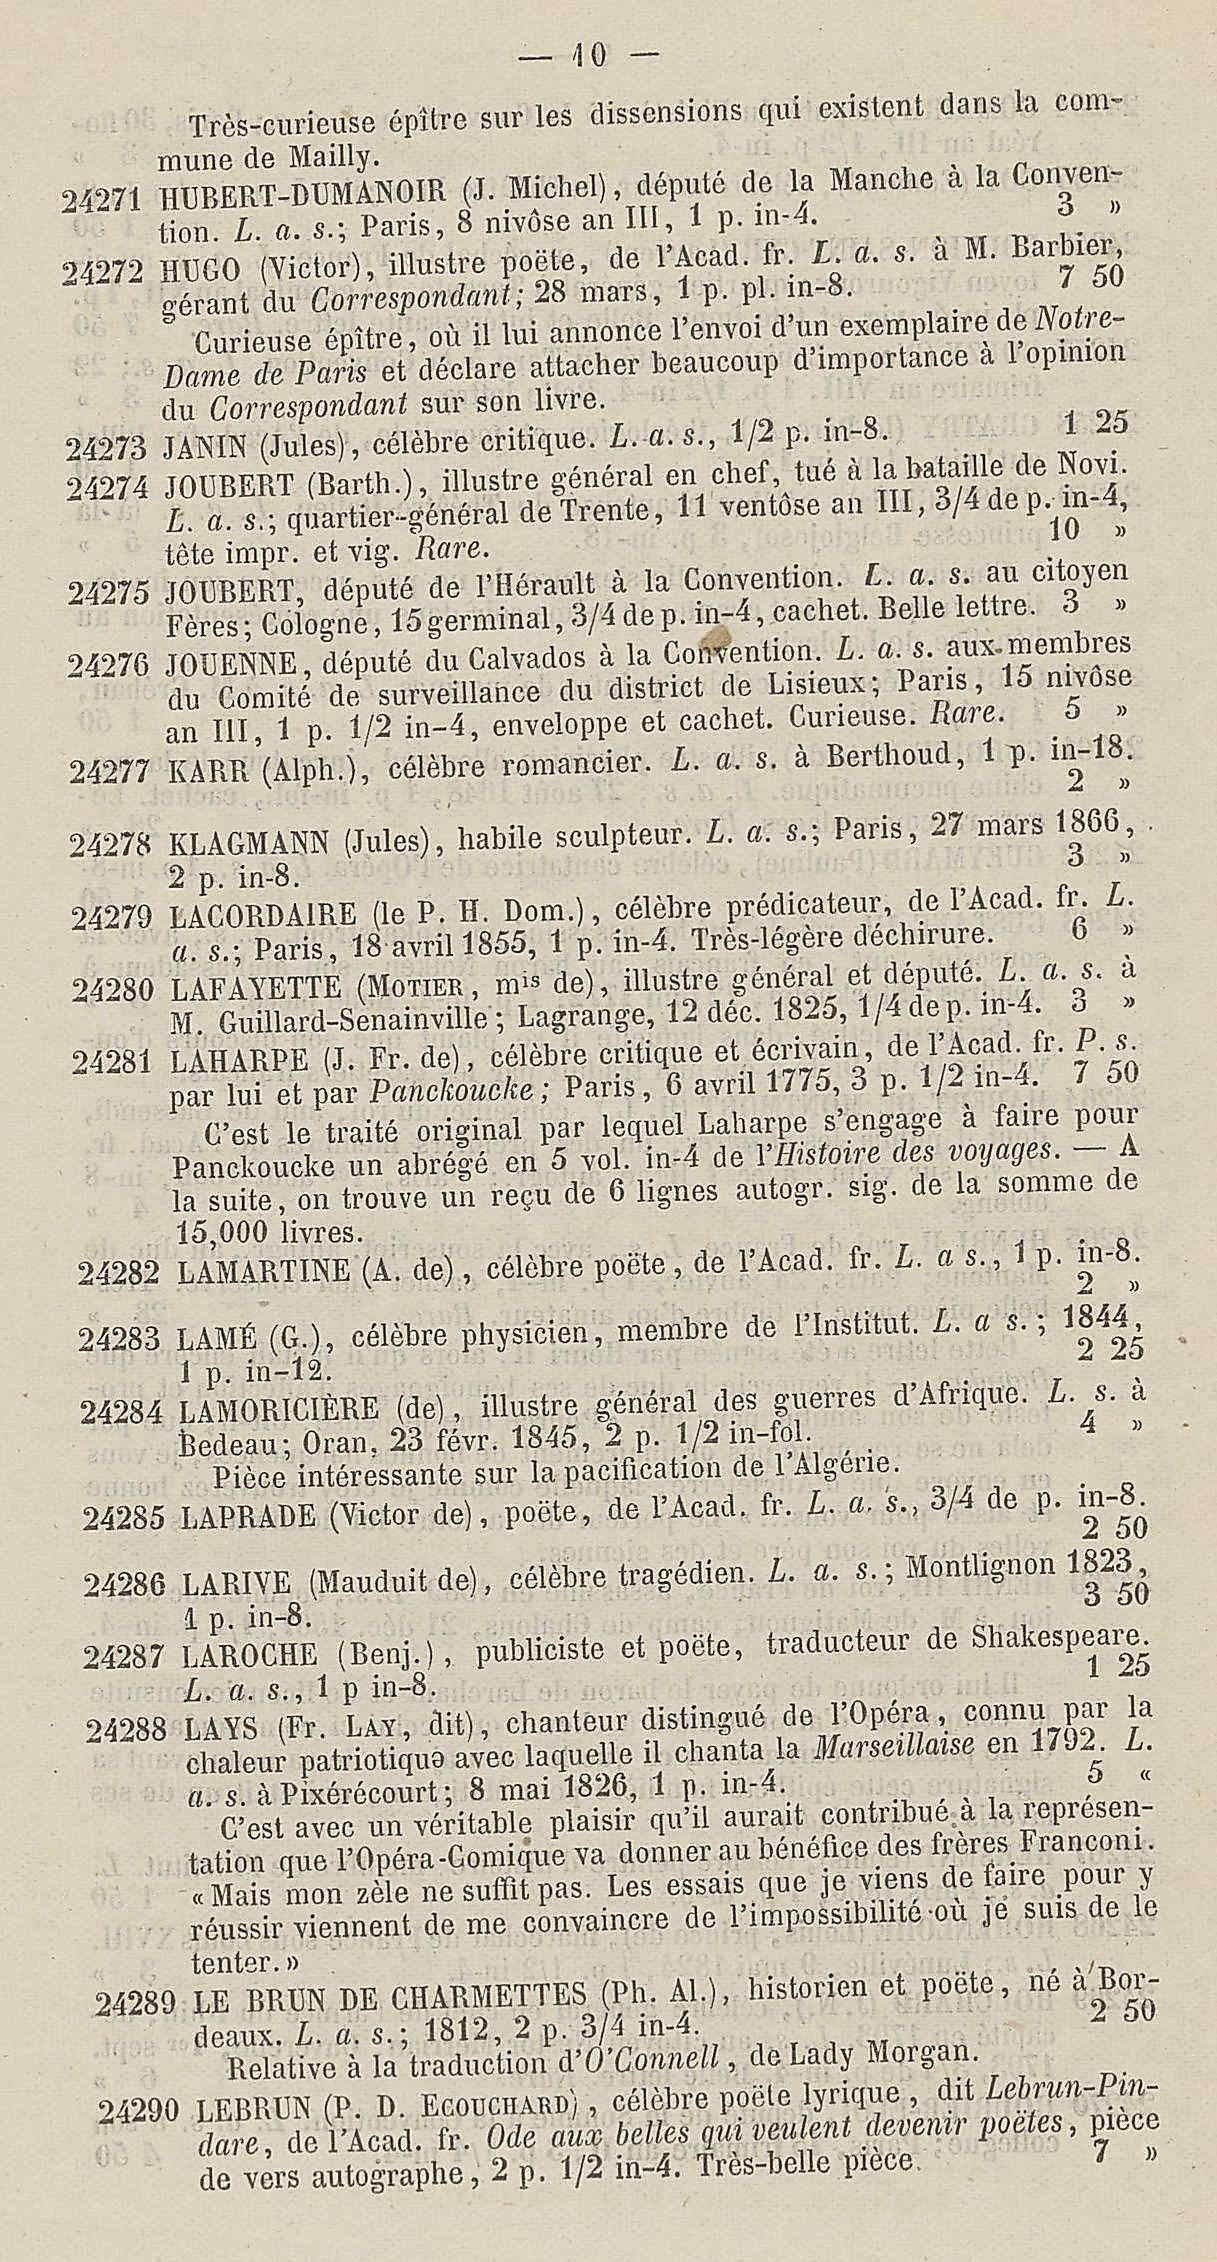 — 10 —
Très-curieuse épître sur les dissensions qui existent dans la com-
mune de Mailly.
24271 HUBERT-DUMANOIR (J. Michel), député de la Manche à la Conven-
tion. L. a. s.; Paris, 8 nivôse an III, 1 p. in-4. 3 »
24272 HUGO (Victor), illustre poëte, de l'Acad. fr. L. a. s. à M. Barbier,
gérant du Correspondant; 28 mars, 1 p. pl. in-8. 7 50
Curieuse épître, où il lui annonce l'envoi d'un exemplaire de Notre-
Dame de Paris et déclare attacher beaucoup d'importance à l'opinion
du Correspondant sur son livre.
24273 JANIN (Jules), célèbre critique. L. a. s., 1/2 p. in-8. 1 25
24274 JOUBERT (Barth.), illustre général en chef, tué à la bataille de Novi.
L. a. s.; quartier-général de Trente, 11 ventôse an III, 3/4 de p. in-4,
tête impr. et vig. Rare. 10 »
24275 JOUBERT, député de l'Hérault à la Convention. L. a. s. au citoyen
Fères; Cologne, 15 germinal, 3/4 de p. in-4, cachet. Belle lettre. 3 »
24276 JOUENNE, député du Calvados à la Convention. L. a. s. aux membres
du Comité de surveillance du district de Lisieux; Paris, 15 nivôse
an III, 1 p. 1/2 in-4, enveloppe et cachet. Curieuse. Rare. 5 »
24277 KARR (Alph.), célèbre romancier. L. a. s. à Berthoud, 1 p. in-18.
2 »
24278 KLAGMANN (Jules), habile sculpteur. L. a. s.; Paris, 27 mars 1866,
2 p. in-8. 3 »
24279 LACORDAIRE (le P. H. Dom.), célèbre prédicateur, de l'Acad. fr. L.
a. s.; Paris, 18 avril 1855, 1 p. in-4. Très-légère déchirure. 6 »
24280 LAFAYETTE (MOTIER, mis de), illustre général et député. L. a. s. à
M. Guillard-Senainville; Lagrange, 12 déc. 1825, 1/4 de p. in-4. 3 »
24281 LAHARPE (J. Fr. de), célèbre critique et écrivain, de l'Acad. fr. P. s.
par lui et par Panckoucke; Paris, 6 avril 1775, 3 p. 1/2 in-4. 7 50
C'est le traité original par lequel Laharpe s'engage à faire pour
Panckoucke un abrégé en 5 vol. in-4 de l'Histoire des voyages. — A
la suite, on trouve un reçu de 6 lignes autogr. sig. de la somme de
15,000 livres.
24282 LAMARTINE (A. de), célèbre poëte, de l'Acad. fr. L. a s., 1 p. in-8.
2 »
24283 LAMÉ (G.), célèbre physicien, membre de l'Institut. L. a s.; 1844,
1 p. in-12. 2 25
24284 LAMORICIÈRE (de), illustre général des guerres d'Afrique. L. s. à
Bedeau; Oran, 23 févr. 1845, 2 p. 1/2 in-fol. 4 »
Pièce intéressante sur la pacification de l'Algérie.
24285 LAPRADE (Victor de), poëte, de l'Acad. fr. L. a. s., 3/4 de p. in-8.
2 50
24286 LARIVE (Mauduit de), célèbre tragédien. L. a. s.; Montlignon 1823,
1 p. in-8. 3 50
24287 LAROCHE (Benj.), publiciste et poëte, traducteur de Shakespeare.
L. a. s., 1 p in-8. 1 25
24288 LAYS (Fr. LAY, dit), chanteur distingué de l'Opéra, connu par la
chaleur patriotique avec laquelle il chanta la Marseillaise en 1792. L.
a. s. à Pixérécourt; 8 mai 1826, 1 p. in-4. 5 «
C'est avec un véritable plaisir qu'il aurait contribué à la représen-
tation que l'Opéra-Comique va donner au bénéfice des frères Franconi.
« Mais mon zèle ne suffit pas. Les essais que je viens de faire pour y
réussir viennent de me convaincre de l'impossibilité où je suis de le
tenter. »
24289 LE BRUN DE CHARMETTES (Ph. Al.), historien et poëte, né à Bor-
deaux. L. a. s.; 1812, 2 p. 3/4 in-4. 2 50
Relative à la traduction d'O'Connell, de Lady Morgan.
24290 LEBRUN (P. D. ECOUCHARD), célèbre poëte lyrique, dit Lebrun-Pin-
dare, de l'Acad. fr. Ode aux belles qui veulent devenir poëtes, pièce
de vers autographe, 2 p. 1/2 in-4. Très-belle pièce. 7 »